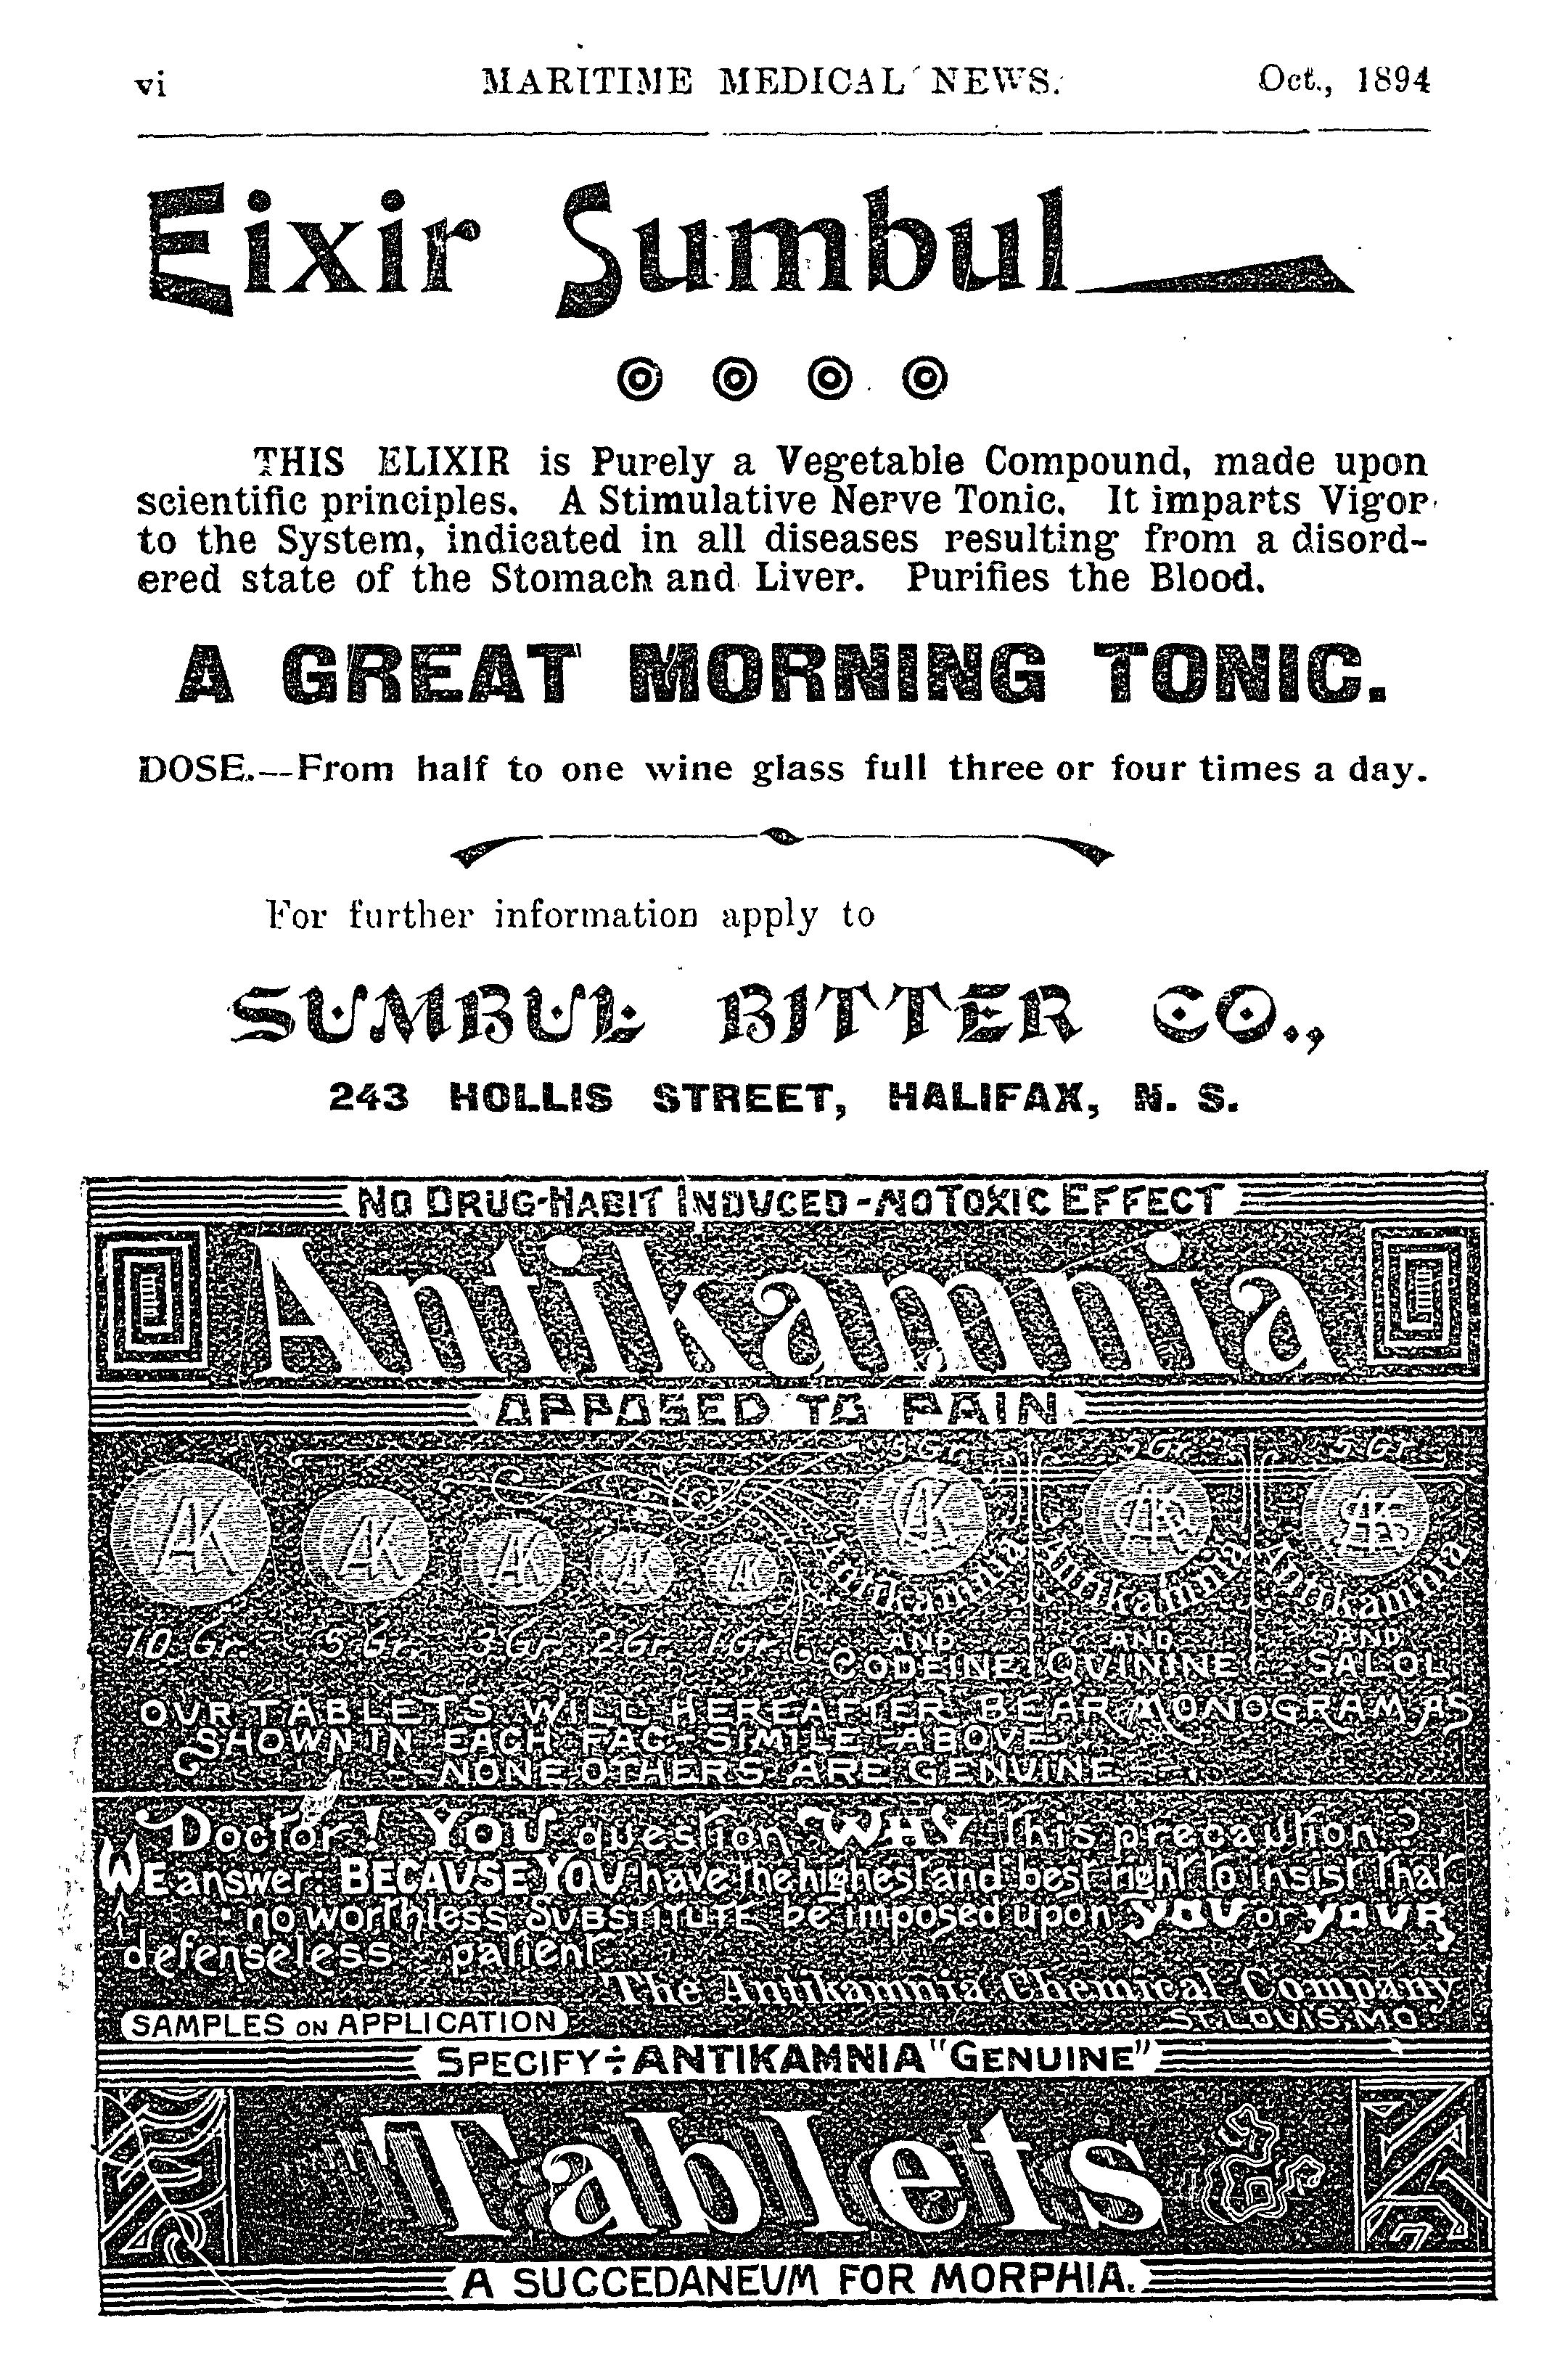 vi MARITIME MEDICAL NEWS. Oct., 1894
Eixir Sumbul
THIS ELIXIR is Purely a Vegetable Compound, made upon
scientific principles. A Stimulative Nerve Tonic. It imparts Vigor
to the System, indicated in all diseases resulting from a disord-
ered state of the Stomach and Liver. Purifies the Blood.
A GREAT MORNING TONIC.
DOSE.—From half to one wine glass full three or four times a day.
For further information apply to
SUMBUL BITTER CO.,
243 HOLLIS STREET, HALIFAX, N. S.
NO DRUG-HABIT INDUCED - NO TOXIC EFFECT
Antikamnia
OPPOSED TO PAIN
5 Gr. 5 Gr. 5 Gr.
AK AK AK AK AK
10 Gr. 5 Gr. 3 Gr. 2 Gr. 1 Gr.
Antikamnia Antikamnia Antikamnia
AND AND AND
CODEINE QUININE SALOL
OUR TABLETS WILL HEREAFTER BEAR MONOGRAM AS
SHOWN IN EACH FAC-SIMILE ABOVE
NONE OTHERS ARE GENUINE
Doctor! YOU question WHY this precaution?
WE answer: BECAUSE YOU have the highest and best right to insist that
no worthless SUBSTITUTE be imposed upon YOU or YOUR
defenseless patient.
The Antikamnia Chemical Company
ST. LOUIS, MO.
SAMPLES ON APPLICATION
SPECIFY ÷ ANTIKAMNIA "GENUINE"
Tablets
A SUCCEDANEUM FOR MORPHIA.